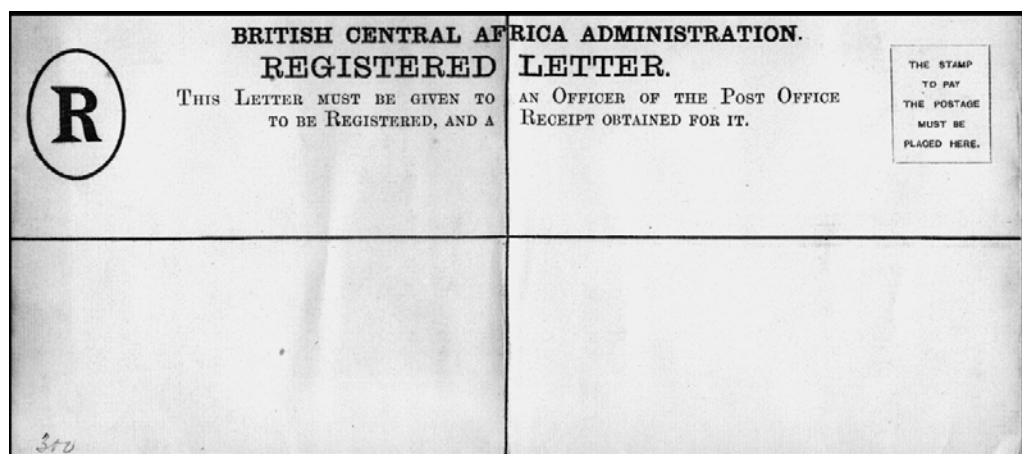 BRITISH CENTRAL AFRICA ADMINISTRATION.
REGISTERED LETTER.
THIS LETTER MUST BE GIVEN TO AN OFFICER OF THE POST OFFICE
TO BE REGISTERED, AND A RECEIPT OBTAINED FOR IT.
R
THE STAMP
TO PAY
THE POSTAGE
MUST BE
PLACED HERE.